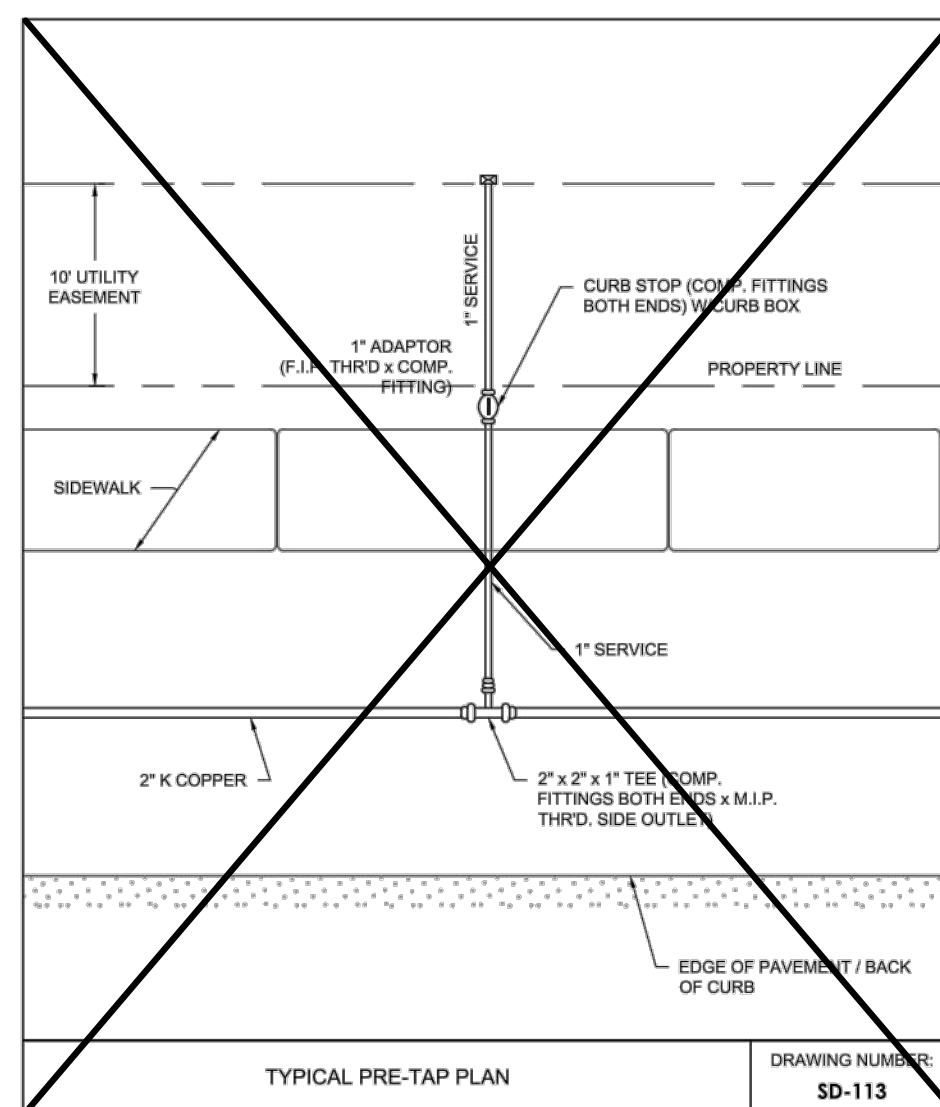 1" SERVICE
10' UTILITY
EASEMENT
CURB STOP (COMP. FITTINGS
BOTH ENDS) W/CURB BOX
1" ADAPTOR
(F.I.P. THR'D x COMP.
FITTING)
PROPERTY LINE
SIDEWALK
1" SERVICE
2" K COPPER
2" x 2" x 1" TEE (COMP.
FITTINGS BOTH ENDS x M.I.P.
THR'D. SIDE OUTLET)
EDGE OF PAVEMENT / BACK
OF CURB
TYPICAL PRE-TAP PLAN
DRAWING NUMBER:
SD-113